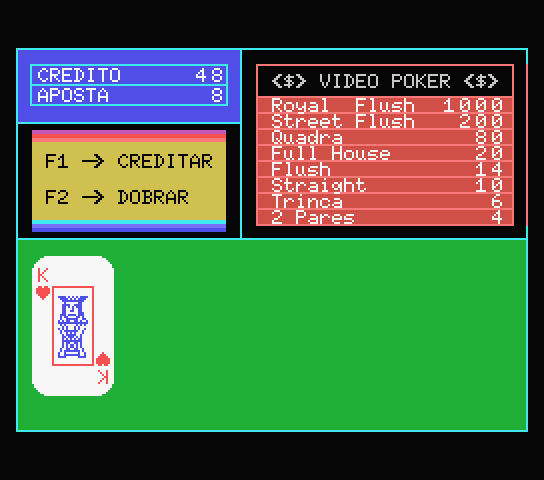 CREDITO 48
APOSTA 8
F1 → CREDITAR
F2 → DOBRAR
<$> VIDEO POKER <$>
Royal Flush 1000
Street Flush 200
Quadra 80
Full House 20
Flush 14
Straight 10
Trinca 6
2 Pares 4
K
K